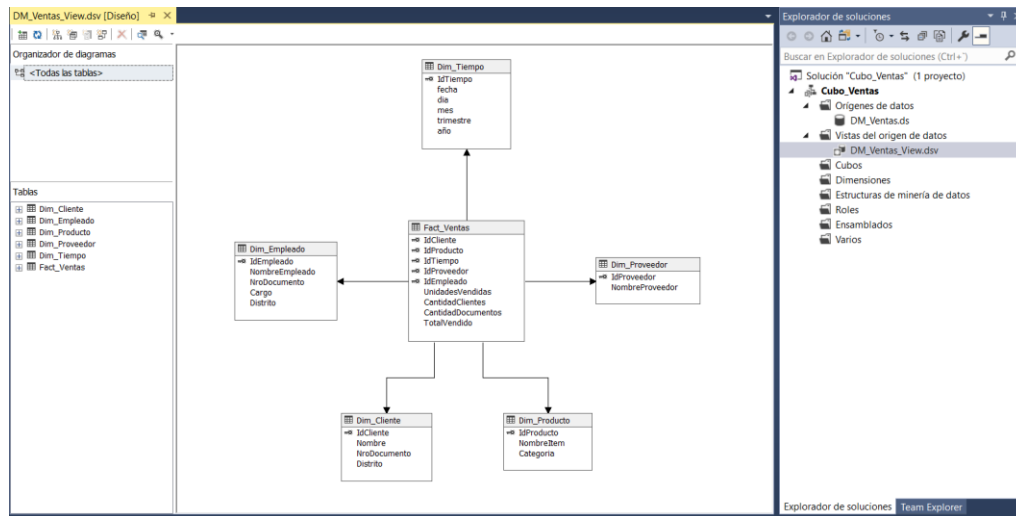 DM_Ventas_View.dsv [Diseño]
Organizador de diagramas
<Todas las tablas>
Tablas
Dim_Cliente
Dim_Empleado
Dim_Producto
Dim_Proveedor
Dim_Tiempo
Fact_Ventas
Dim_Tiempo
IdTiempo
fecha
dia
mes
trimestre
año
Fact_Ventas
IdCliente
IdProducto
IdTiempo
IdProveedor
IdEmpleado
UnidadesVendidas
CantidadClientes
CantidadDocumentos
TotalVendido
Dim_Empleado
IdEmpleado
NombreEmpleado
NroDocumento
Cargo
Distrito
Dim_Proveedor
IdProveedor
NombreProveedor
Dim_Cliente
IdCliente
Nombre
NroDocumento
Distrito
Dim_Producto
IdProducto
NombreItem
Categoria
Explorador de soluciones
Buscar en Explorador de soluciones (Ctrl+¨)
Solución "Cubo_Ventas" (1 proyecto)
Cubo_Ventas
Orígenes de datos
DM_Ventas.ds
Vistas del origen de datos
DM_Ventas_View.dsv
Cubos
Dimensiones
Estructuras de minería de datos
Roles
Ensamblados
Varios
Explorador de soluciones Team Explorer